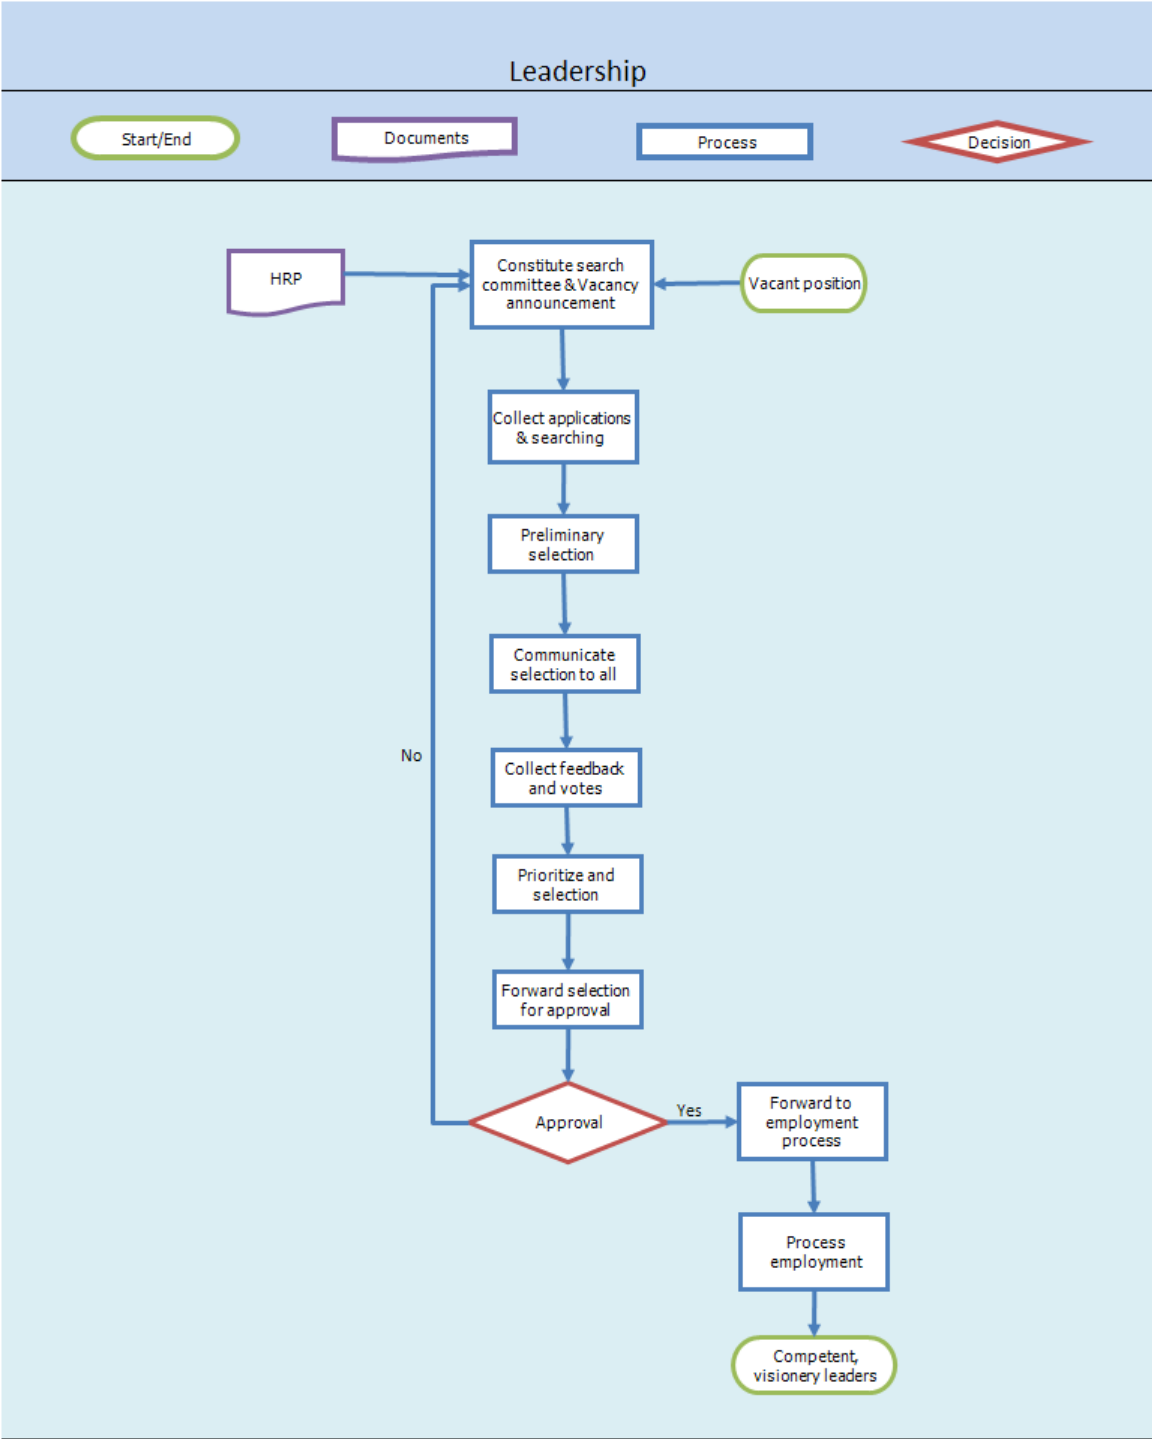 Leadership
Start/End
Documents
Process
Decision
HRP
Constitute search
committee & Vacancy
announcement
Vacant position
Collect applications
& searching
Preliminary
selection
Communicate
selection to all
No
Collect feedback
and votes
Prioritize and
selection
Forward selection
for approval
Approval
Yes
Forward to
employment
process
Process
employment
Competent,
visionery leaders